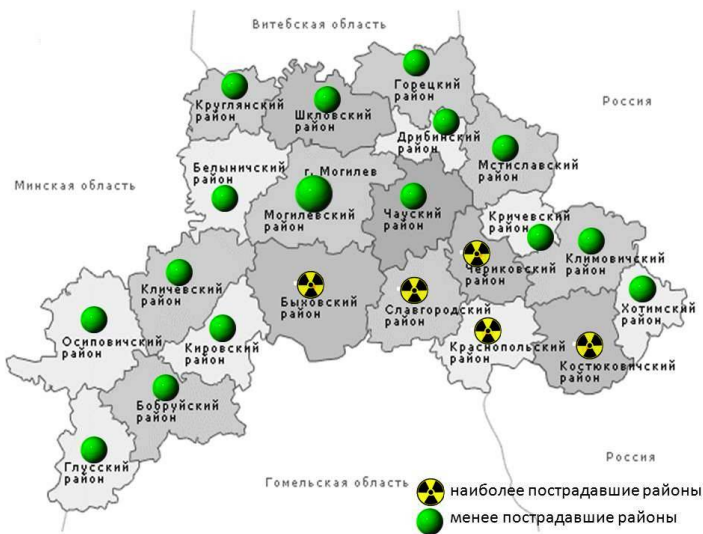 Витебская область
Горецкий
район
Круглянский
район
Шкловский
район
Россия
Дрибинский
район
Мстиславский
район
Белыничский
район
г. Могилев
Минская область
Могилевский
район
Чауский
район
Кричевский
район
Климовичский
район
Чериковский
район
Кличевский
район
Быховский
район
Славгородский
район
Хотимский
район
Осиповичский
район
Кировский
район
Краснопольский
район
Костюковичский
район
Бобруйский
район
Глусский
район
Россия
Гомельская область
наиболее пострадавшие районы
менее пострадавшие районы